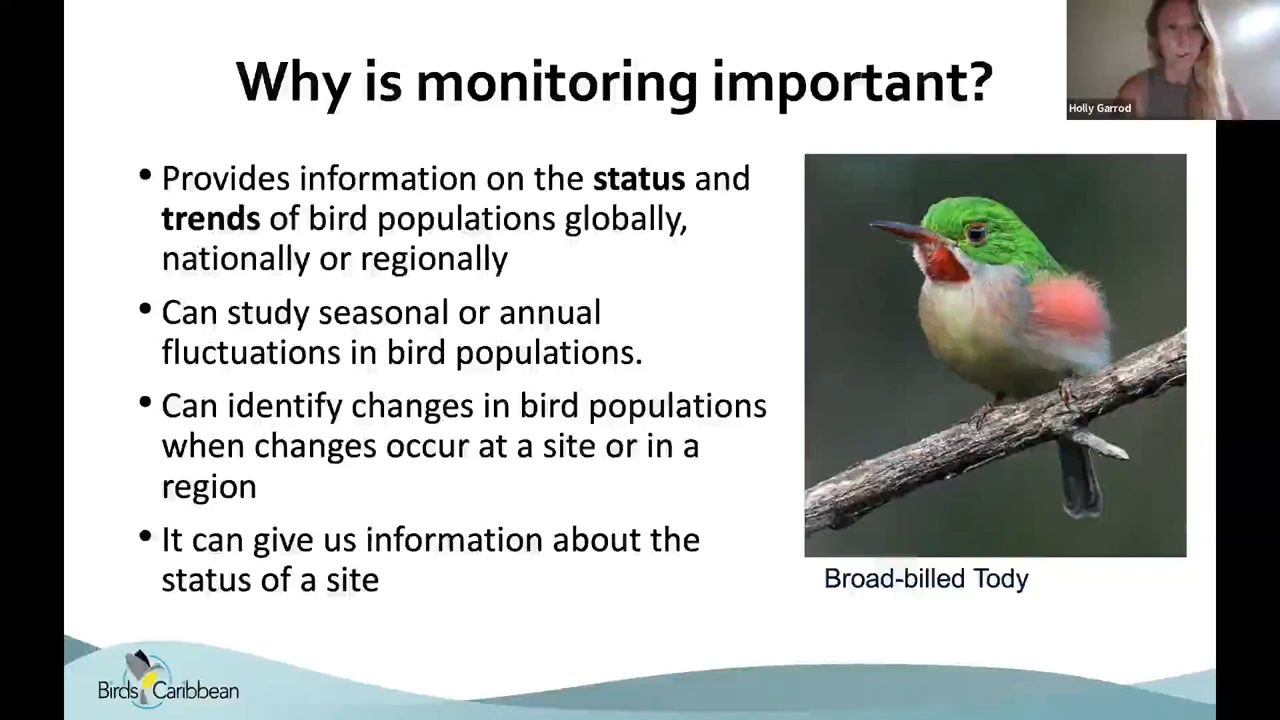 Why is monitoring important?
Holly Garrod
• Provides information on the status and
trends of bird populations globally,
nationally or regionally
• Can study seasonal or annual
fluctuations in bird populations.
• Can identify changes in bird populations
when changes occur at a site or in a
region
• It can give us information about the
status of a site
Broad-billed Tody
BirdsCaribbean